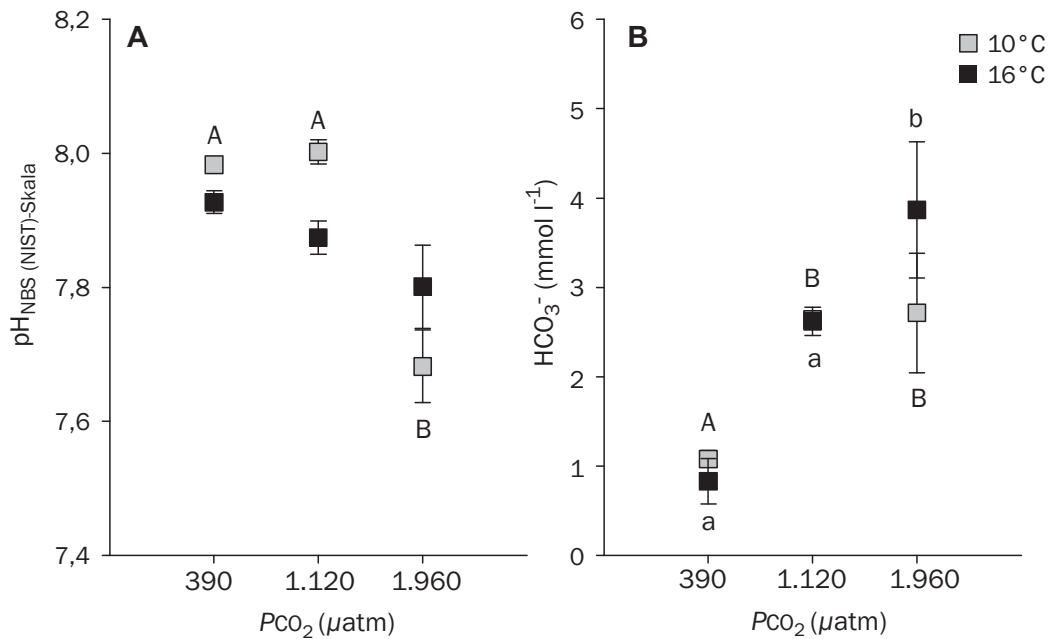 A
pH NBS (NIST)-Skala
8,2
8,0
7,8
7,6
7,4
A
A
B
390
1.120
1.960
PCO2 (µatm)
B
10°C
16°C
HCO3- (mmol l-1)
6
5
4
3
2
1
0
b
B
a
B
A
a
390
1.120
1.960
PCO2 (µatm)